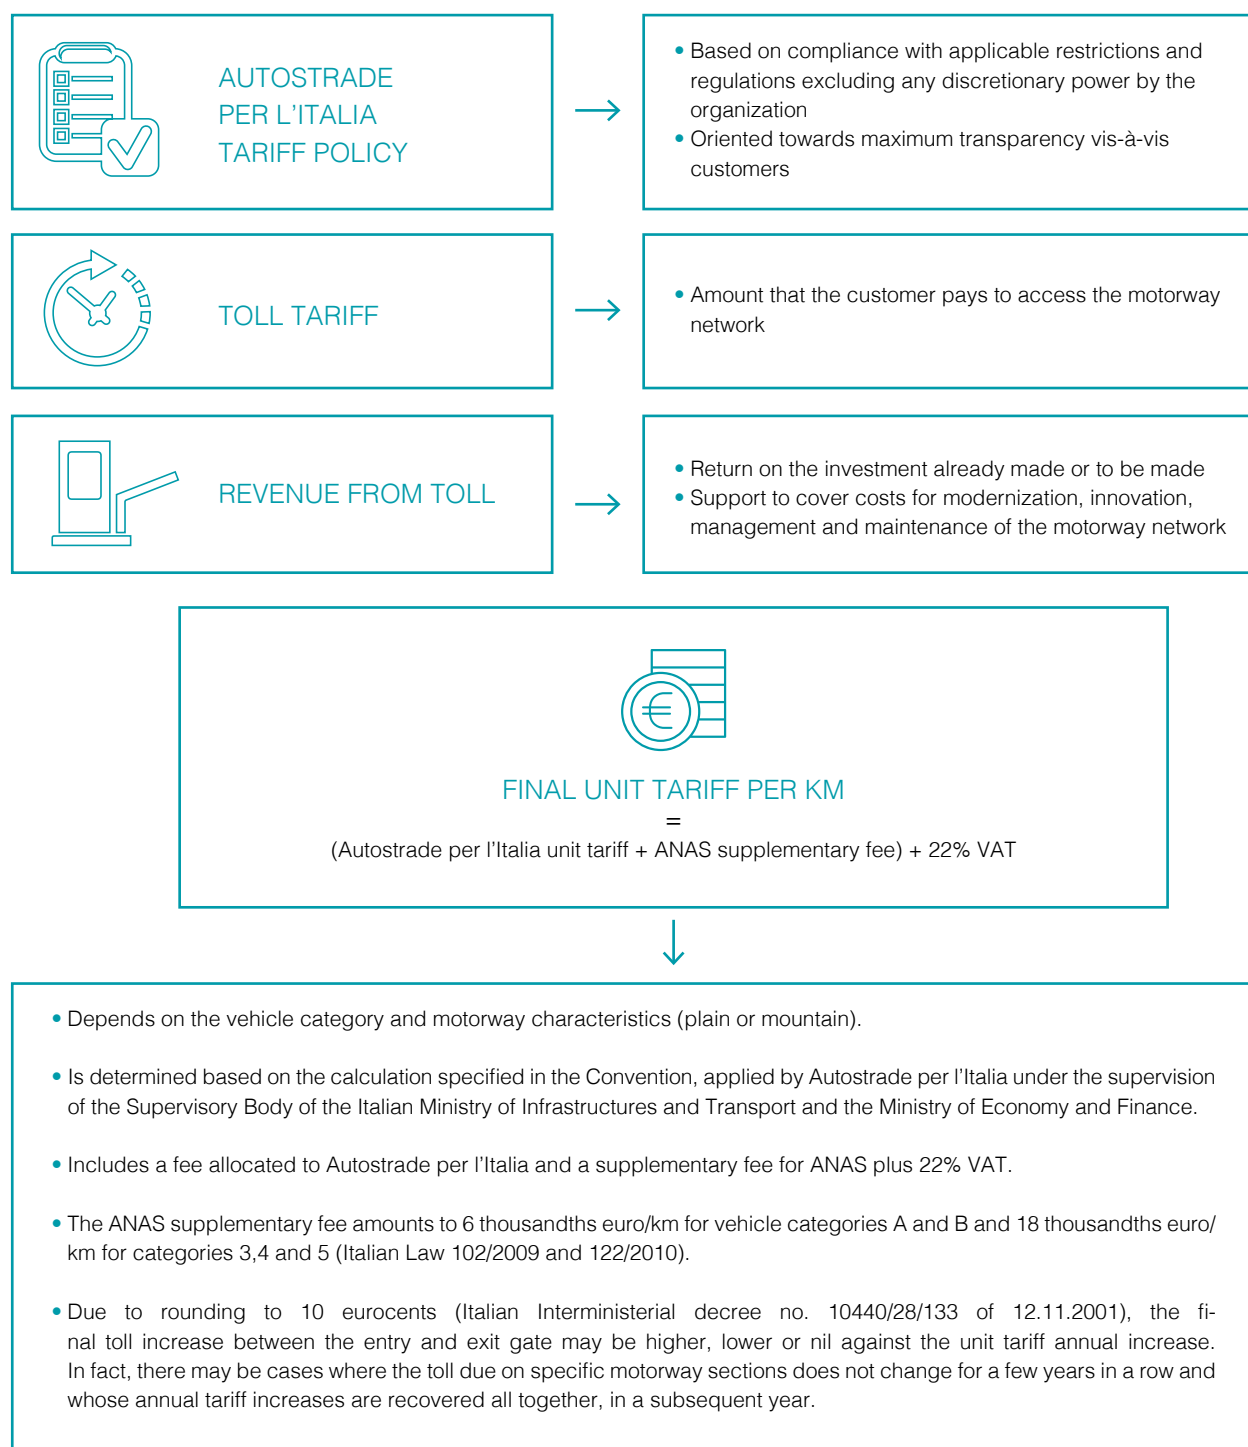 AUTOSTRADE
PER L'ITALIA
TARIFF POLICY
• Based on compliance with applicable restrictions and
regulations excluding any discretionary power by the
organization
• Oriented towards maximum transparency vis-à-vis
customers
TOLL TARIFF
• Amount that the customer pays to access the motorway
network
REVENUE FROM TOLL
• Return on the investment already made or to be made
• Support to cover costs for modernization, innovation,
management and maintenance of the motorway network
€
FINAL UNIT TARIFF PER KM
=
(Autostrade per l'Italia unit tariff + ANAS supplementary fee) + 22% VAT
• Depends on the vehicle category and motorway characteristics (plain or mountain).
• Is determined based on the calculation specified in the Convention, applied by Autostrade per l'Italia under the supervision
of the Supervisory Body of the Italian Ministry of Infrastructures and Transport and the Ministry of Economy and Finance.
• Includes a fee allocated to Autostrade per l'Italia and a supplementary fee for ANAS plus 22% VAT.
• The ANAS supplementary fee amounts to 6 thousandths euro/km for vehicle categories A and B and 18 thousandths euro/
km for categories 3,4 and 5 (Italian Law 102/2009 and 122/2010).
• Due to rounding to 10 eurocents (Italian Interministerial decree no. 10440/28/133 of 12.11.2001), the fi-
nal toll increase between the entry and exit gate may be higher, lower or nil against the unit tariff annual increase.
In fact, there may be cases where the toll due on specific motorway sections does not change for a few years in a row and
whose annual tariff increases are recovered all together, in a subsequent year.